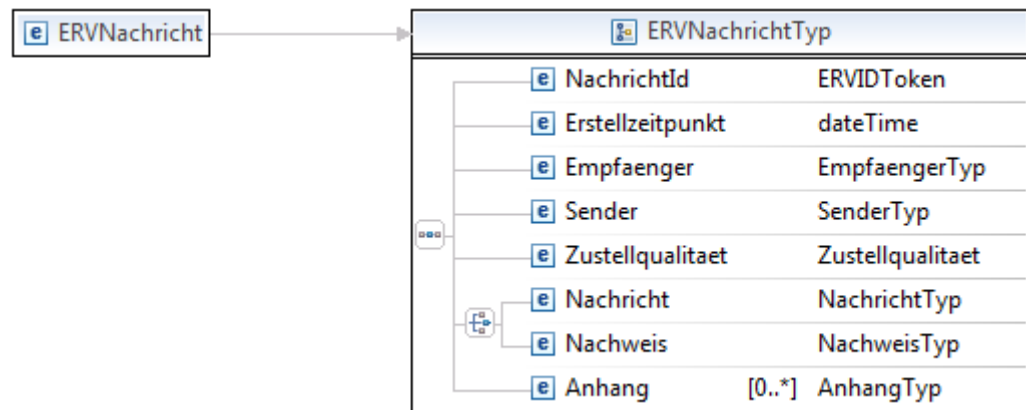 e ERVNachricht
ERVNachrichtTyp
e NachrichtId ERVIDToken
e Erstellzeitpunkt dateTime
e Empfaenger EmpfaengerTyp
e Sender SenderTyp
e Zustellqualitaet Zustellqualitaet
e Nachricht NachrichtTyp
e Nachweis NachweisTyp
e Anhang [0..*] AnhangTyp